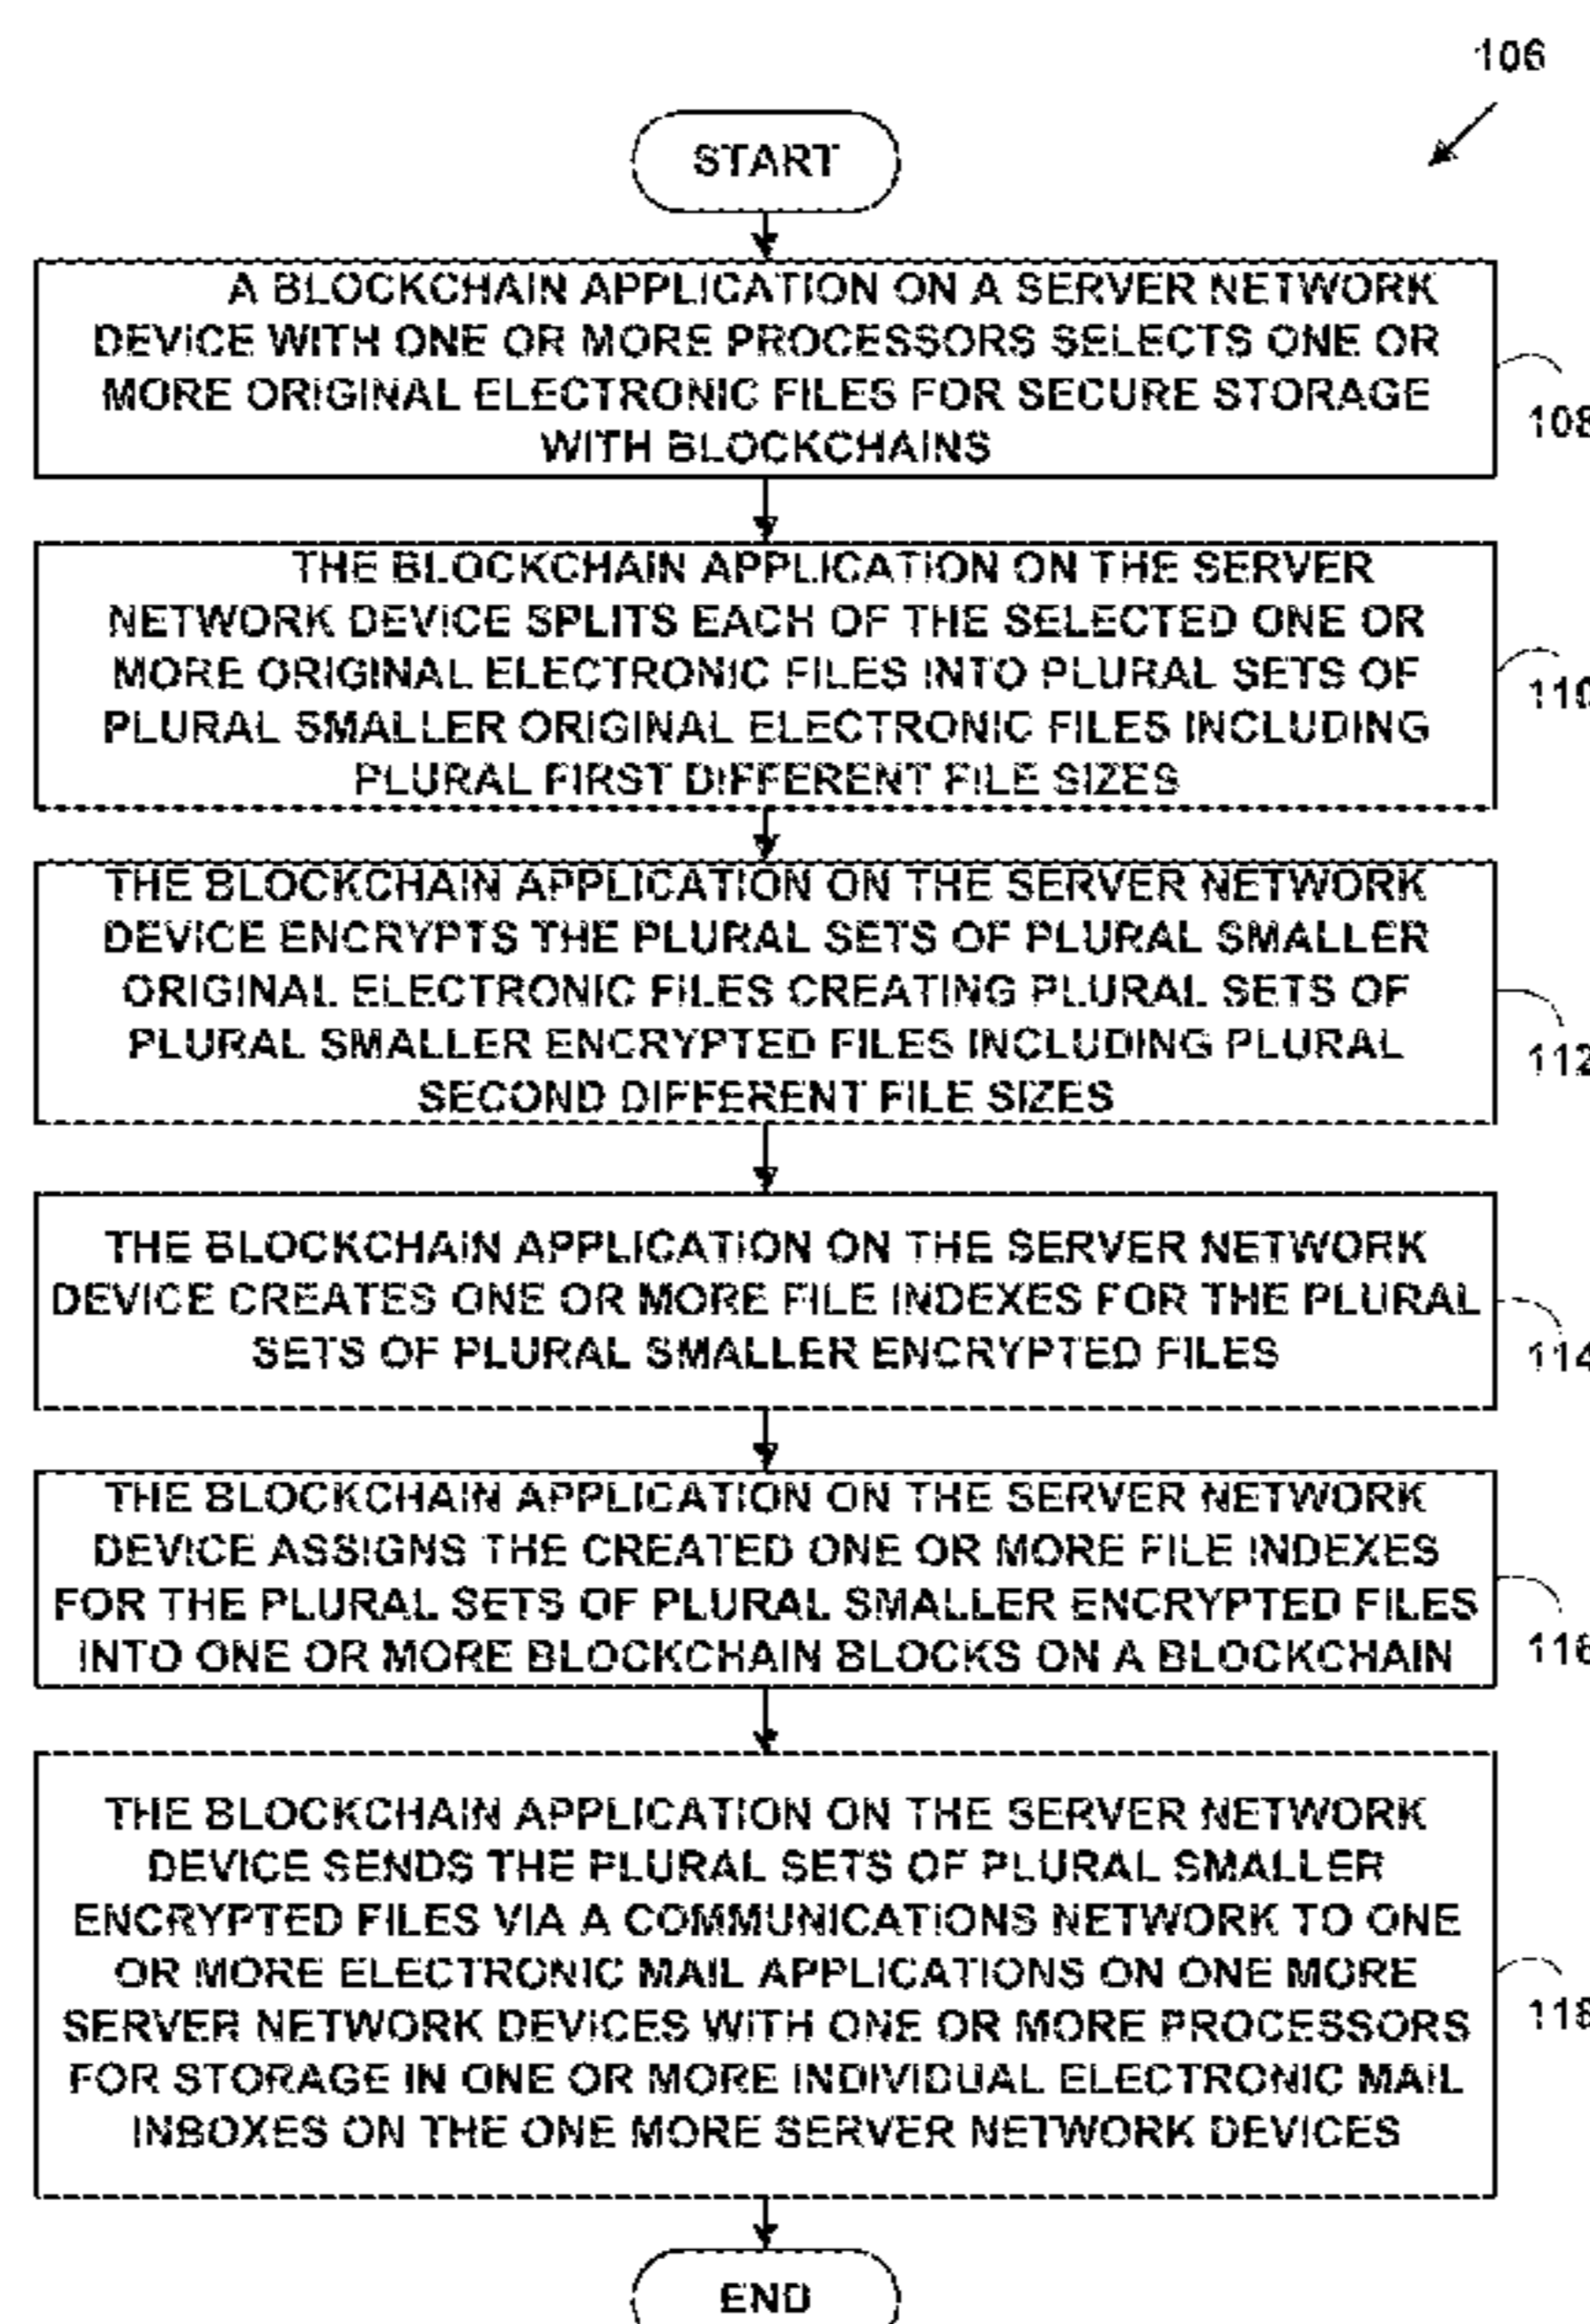 106
START
A BLOCKCHAIN APPLICATION ON A SERVER NETWORK
DEVICE WITH ONE OR MORE PROCESSORS SELECTS ONE OR
MORE ORIGINAL ELECTRONIC FILES FOR SECURE STORAGE
WITH BLOCKCHAINS
108
THE BLOCKCHAIN APPLICATION ON THE SERVER
NETWORK DEVICE SPLITS EACH OF THE SELECTED ONE OR
MORE ORIGINAL ELECTRONIC FILES INTO PLURAL SETS OF
PLURAL SMALLER ORIGINAL ELECTRONIC FILES INCLUDING
PLURAL FIRST DIFFERENT FILE SIZES
110
THE BLOCKCHAIN APPLICATION ON THE SERVER NETWORK
DEVICE ENCRYPTS THE PLURAL SETS OF PLURAL SMALLER
ORIGINAL ELECTRONIC FILES CREATING PLURAL SETS OF
PLURAL SMALLER ENCRYPTED FILES INCLUDING PLURAL
SECOND DIFFERENT FILE SIZES
112
THE BLOCKCHAIN APPLICATION ON THE SERVER NETWORK
DEVICE CREATES ONE OR MORE FILE INDEXES FOR THE PLURAL
SETS OF PLURAL SMALLER ENCRYPTED FILES
114
THE BLOCKCHAIN APPLICATION ON THE SERVER NETWORK
DEVICE ASSIGNS THE CREATED ONE OR MORE FILE INDEXES
FOR THE PLURAL SETS OF PLURAL SMALLER ENCRYPTED FILES
INTO ONE OR MORE BLOCKCHAIN BLOCKS ON A BLOCKCHAIN
116
THE BLOCKCHAIN APPLICATION ON THE SERVER NETWORK
DEVICE SENDS THE PLURAL SETS OF PLURAL SMALLER
ENCRYPTED FILES VIA A COMMUNICATIONS NETWORK TO ONE
OR MORE ELECTRONIC MAIL APPLICATIONS ON ONE MORE
SERVER NETWORK DEVICES WITH ONE OR MORE PROCESSORS
FOR STORAGE IN ONE OR MORE INDIVIDUAL ELECTRONIC MAIL
INBOXES ON THE ONE MORE SERVER NETWORK DEVICES
118
END